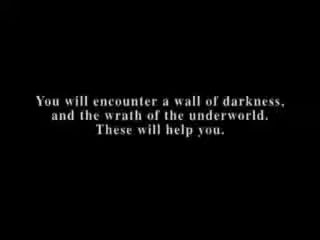 You will encounter a wall of darkness,
and the wrath of the underworld.
These will help you.